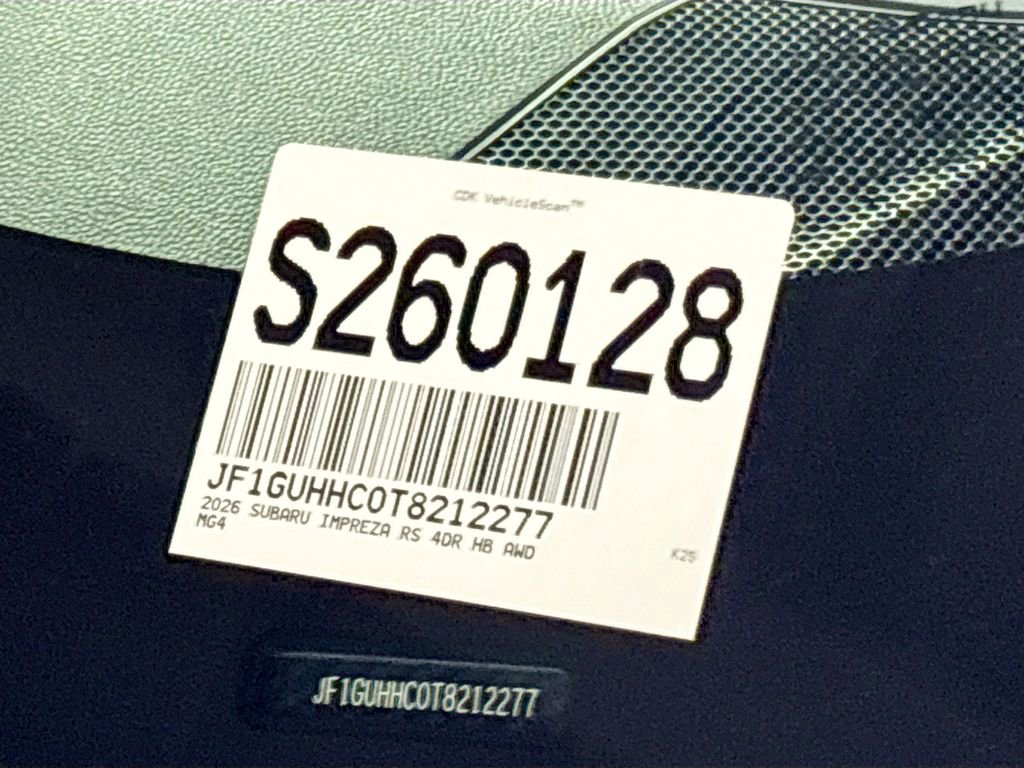 CDK VehicleScan™
S260128
JF1GUHHC0T8212277
2026 SUBARU IMPREZA RS 4DR HB AWD
MG4
K25
JF1GUHHC0T8212277